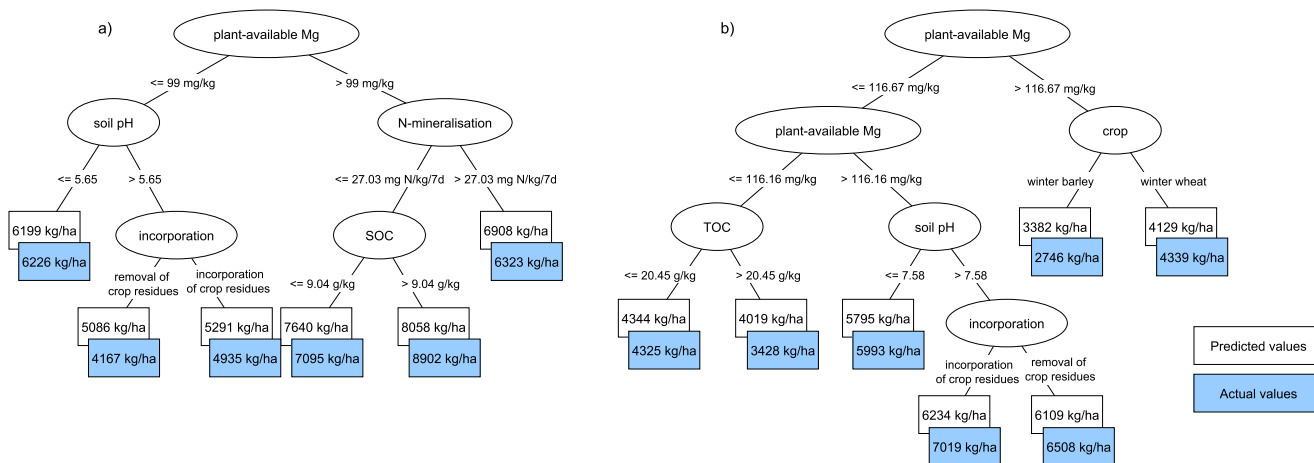 a)
plant-available Mg
<= 99 mg/kg
> 99 mg/kg
soil pH
N-mineralisation
<= 5.65
> 5.65
<= 27.03 mg N/kg/7d
> 27.03 mg N/kg/7d
6199 kg/ha
6226 kg/ha
incorporation
SOC
6908 kg/ha
6323 kg/ha
removal of
crop residues
incorporation
of crop residues
<= 9.04 g/kg
> 9.04 g/kg
5086 kg/ha
4167 kg/ha
5291 kg/ha
4935 kg/ha
7640 kg/ha
7095 kg/ha
8058 kg/ha
8902 kg/ha
b)
plant-available Mg
<= 116.67 mg/kg
> 116.67 mg/kg
plant-available Mg
crop
<= 116.16 mg/kg
> 116.16 mg/kg
winter barley
winter wheat
TOC
soil pH
3382 kg/ha
2746 kg/ha
4129 kg/ha
4339 kg/ha
<= 20.45 g/kg
> 20.45 g/kg
<= 7.58
> 7.58
4344 kg/ha
4325 kg/ha
4019 kg/ha
3428 kg/ha
5795 kg/ha
5993 kg/ha
incorporation
incorporation
of crop residues
removal of
crop residues
6234 kg/ha
7019 kg/ha
6109 kg/ha
6508 kg/ha
Predicted values
Actual values